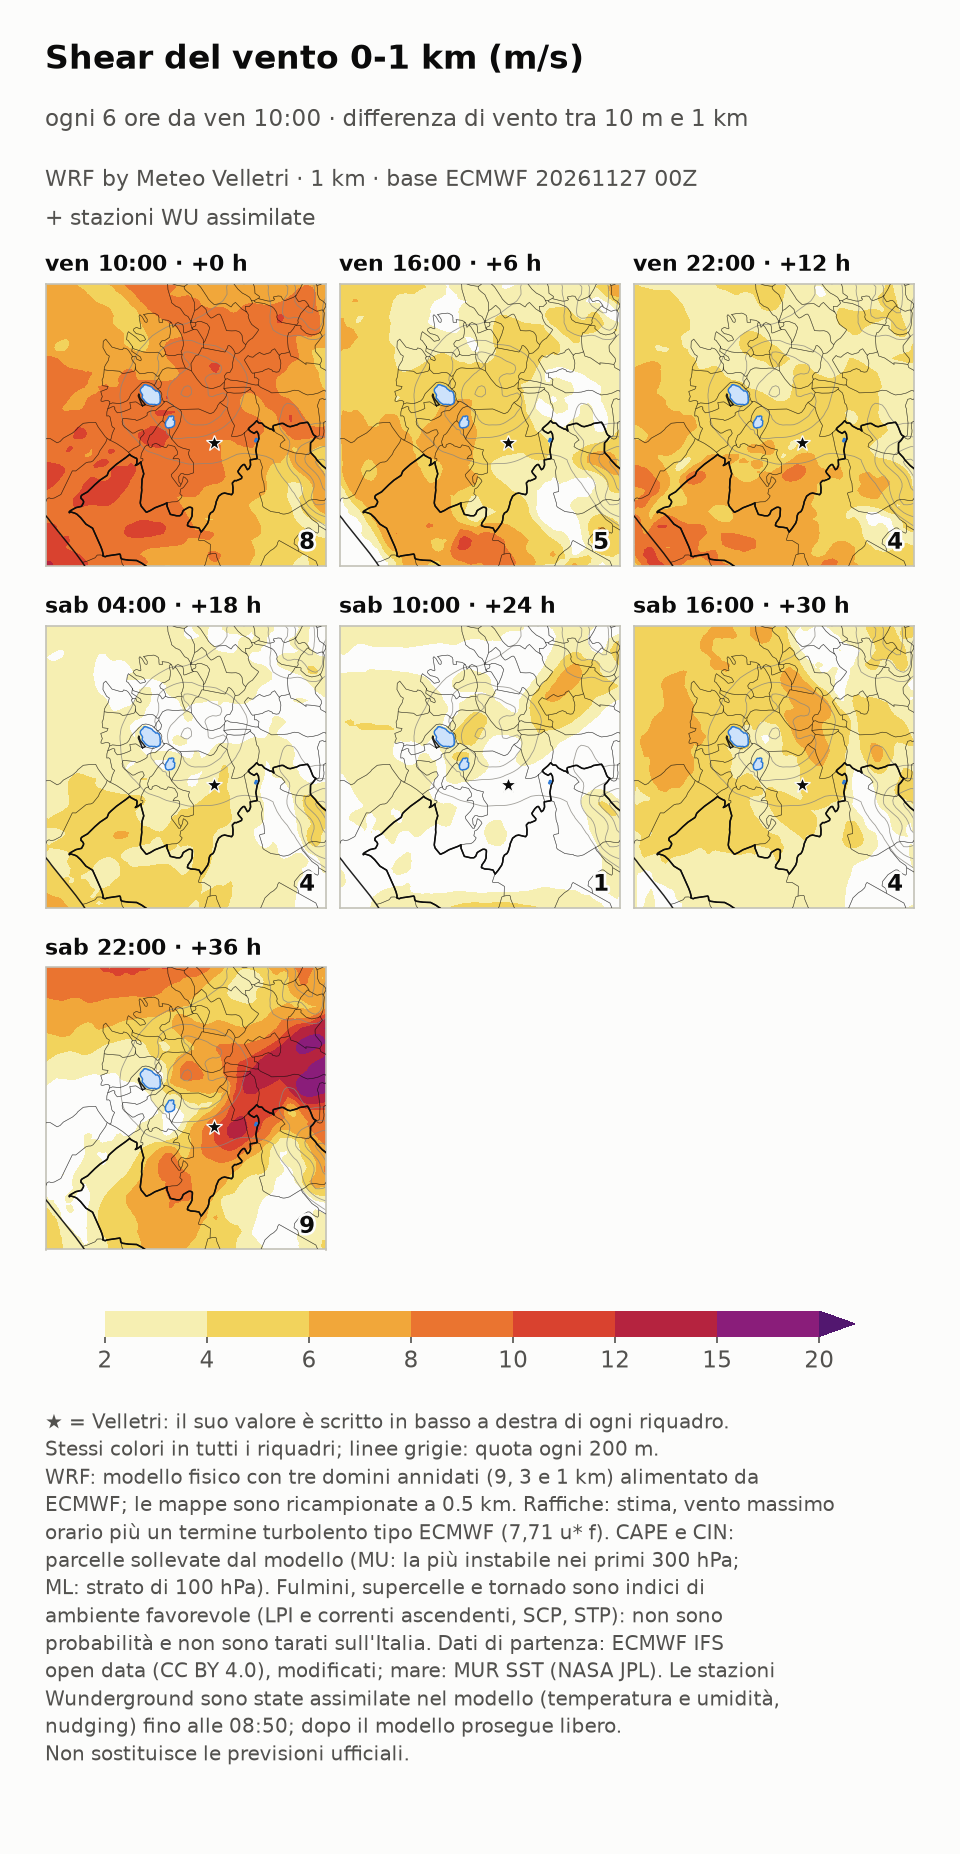 Shear del vento 0-1 km (m/s)
ogni 6 ore da ven 10:00 · differenza di vento tra 10 m e 1 km
WRF by Meteo Velletri · 1 km · base ECMWF 20261127 00Z
+ stazioni WU assimilate
ven 10:00 · +0 h
ven 16:00 · +6 h
ven 22:00 · +12 h
8
5
4
sab 04:00 · +18 h
sab 10:00 · +24 h
sab 16:00 · +30 h
4
1
4
sab 22:00 · +36 h
9
2 4 6 8 10 12 15 20
★ = Velletri: il suo valore è scritto in basso a destra di ogni riquadro.
Stessi colori in tutti i riquadri; linee grigie: quota ogni 200 m.
WRF: modello fisico con tre domini annidati (9, 3 e 1 km) alimentato da
ECMWF; le mappe sono ricampionate a 0.5 km. Raffiche: stima, vento massimo
orario più un termine turbolento tipo ECMWF (7,71 u* f). CAPE e CIN:
parcelle sollevate dal modello (MU: la più instabile nei primi 300 hPa;
ML: strato di 100 hPa). Fulmini, supercelle e tornado sono indici di
ambiente favorevole (LPI e correnti ascendenti, SCP, STP): non sono
probabilità e non sono tarati sull'Italia. Dati di partenza: ECMWF IFS
open data (CC BY 4.0), modificati; mare: MUR SST (NASA JPL). Le stazioni
Wunderground sono state assimilate nel modello (temperatura e umidità,
nudging) fino alle 08:50; dopo il modello prosegue libero.
Non sostituisce le previsioni ufficiali.